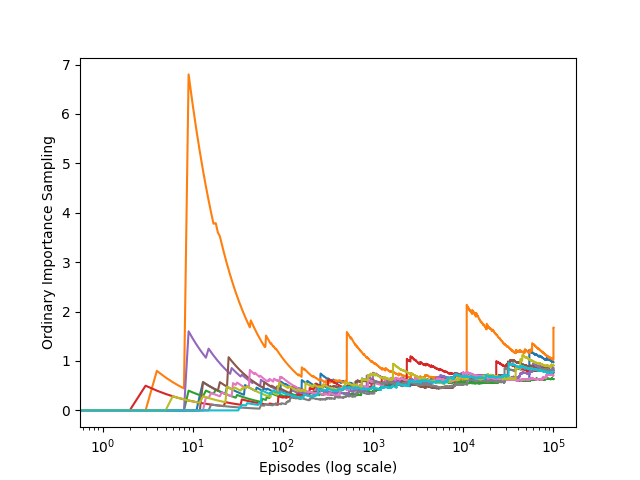 7
6
5
4
3
2
1
0
Ordinary Importance Sampling
10⁰ 10¹ 10² 10³ 10⁴ 10⁵
Episodes (log scale)